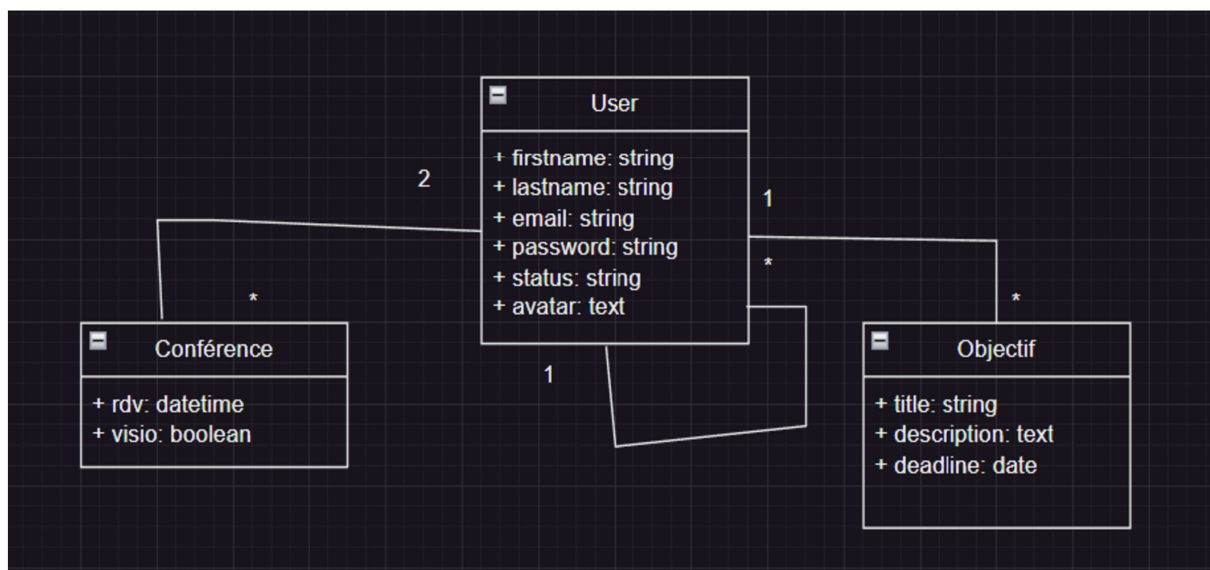 User
+ firstname: string
+ lastname: string
+ email: string
+ password: string
+ status: string
+ avatar: text
2
*
1
*
*
1
Conférence
+ rdv: datetime
+ visio: boolean
Objectif
+ title: string
+ description: text
+ deadline: date